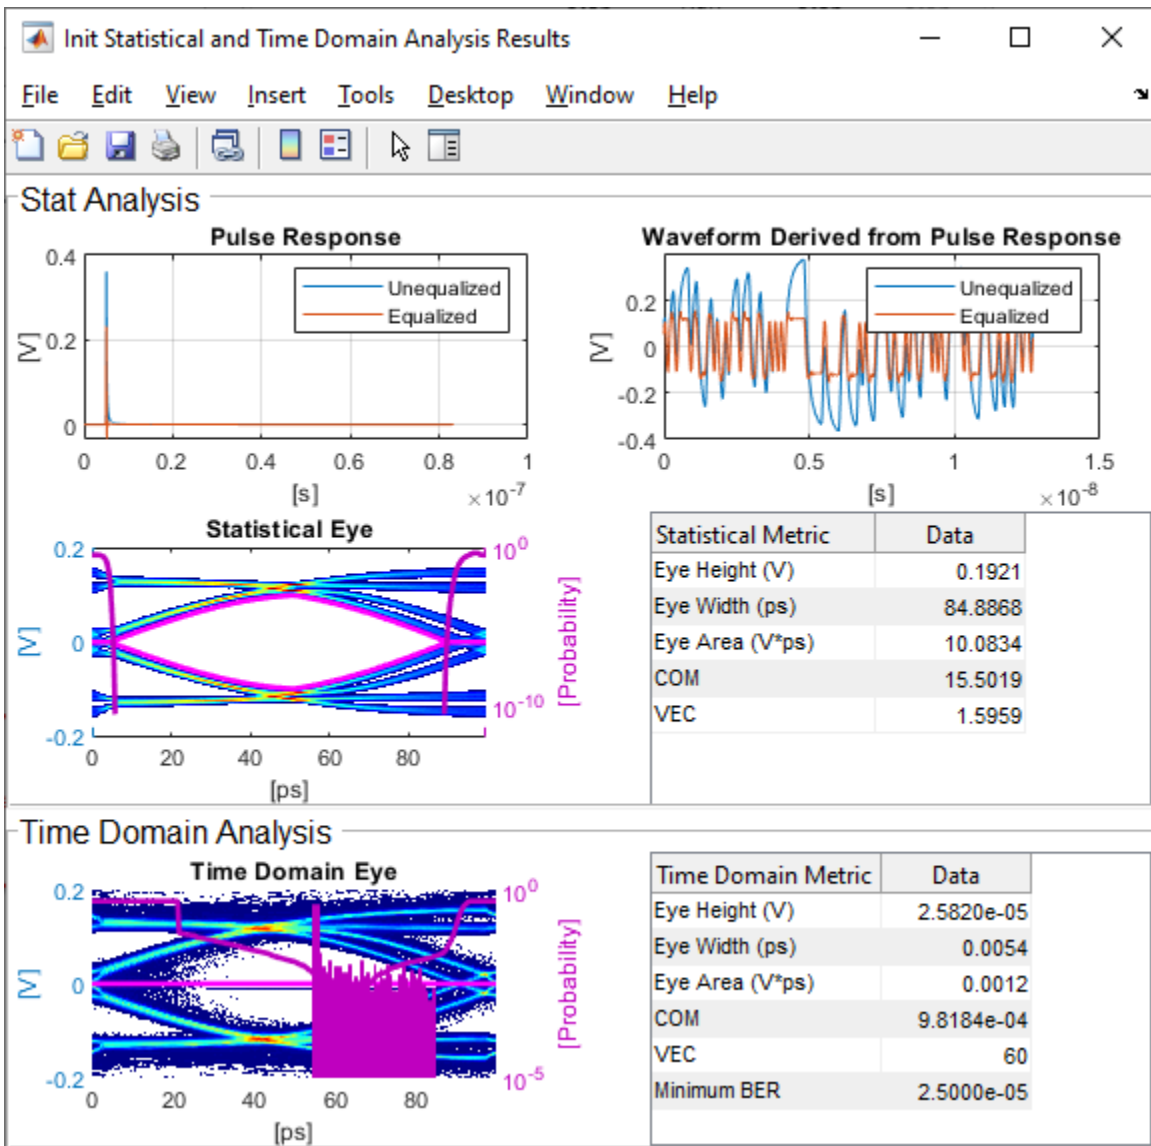 Init Statistical and Time Domain Analysis Results
File Edit View Insert Tools Desktop Window Help
Stat Analysis
Pulse Response
0.4
0.2
0
[V]
Unequalized
Equalized
0 0.2 0.4 0.6 0.8 1
[s] ×10-7
Waveform Derived from Pulse Response
0.2
0
-0.2
-0.4
[V]
Unequalized
Equalized
0 0.5 1 1.5
[s] ×10-8
Statistical Eye
0.2
0
-0.2
[V]
100
10-10
[Probability]
0 20 40 60 80
[ps]
Statistical Metric Data
Eye Height (V) 0.1921
Eye Width (ps) 84.8868
Eye Area (V*ps) 10.0834
COM 15.5019
VEC 1.5959
Time Domain Analysis
Time Domain Eye
0.2
0
-0.2
[V]
100
10-5
[Probability]
0 20 40 60 80
[ps]
Time Domain Metric Data
Eye Height (V) 2.5820e-05
Eye Width (ps) 0.0054
Eye Area (V*ps) 0.0012
COM 9.8184e-04
VEC 60
Minimum BER 2.5000e-05